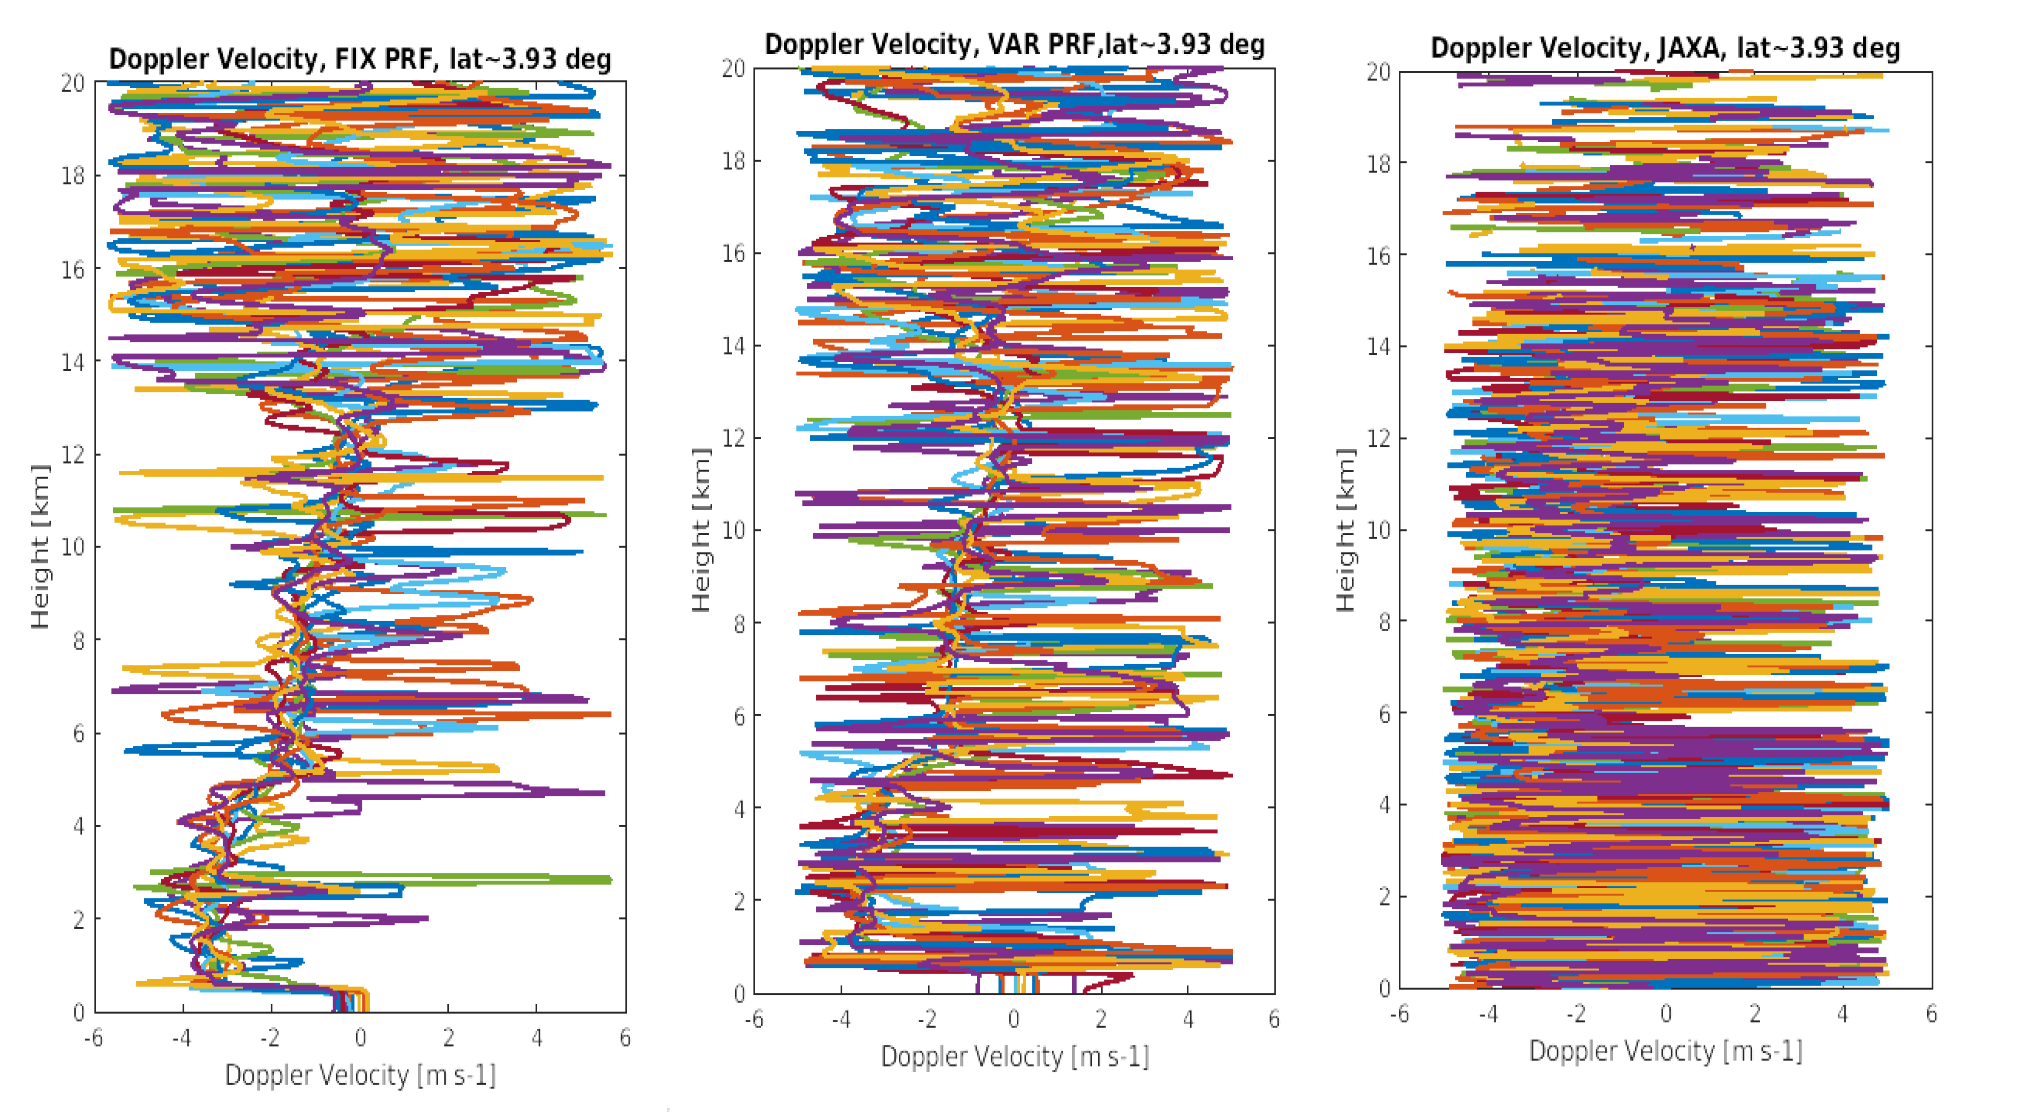 Doppler Velocity, FIX PRF, lat~3.93 deg
20
18
16
14
12
10
8
6
4
2
0
-6 -4 -2 0 2 4 6
Height [km]
Doppler Velocity [m s-1]
Doppler Velocity, VAR PRF,lat~3.93 deg
20
18
16
14
12
10
8
6
4
2
0
-6 -4 -2 0 2 4 6
Height [km]
Doppler Velocity [m s-1]
Doppler Velocity, JAXA, lat~3.93 deg
20
18
16
14
12
10
8
6
4
2
0
-6 -4 -2 0 2 4 6
Height [km]
Doppler Velocity [m s-1]